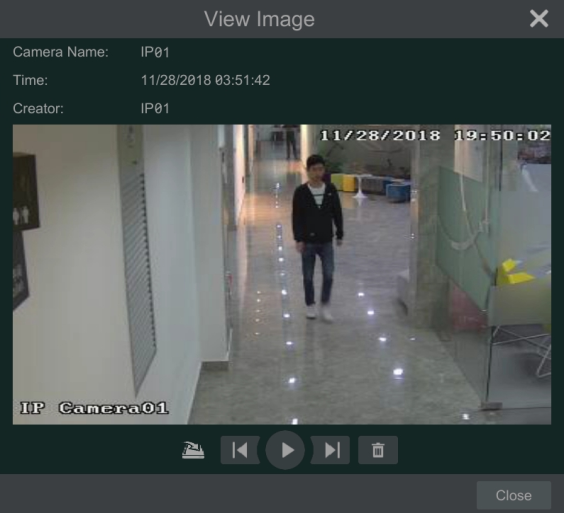 View Image
Camera Name: IP01
Time: 11/28/2018 03:51:42
Creator: IP01
11/28/2018 19:50:02
IP Camera01
Close